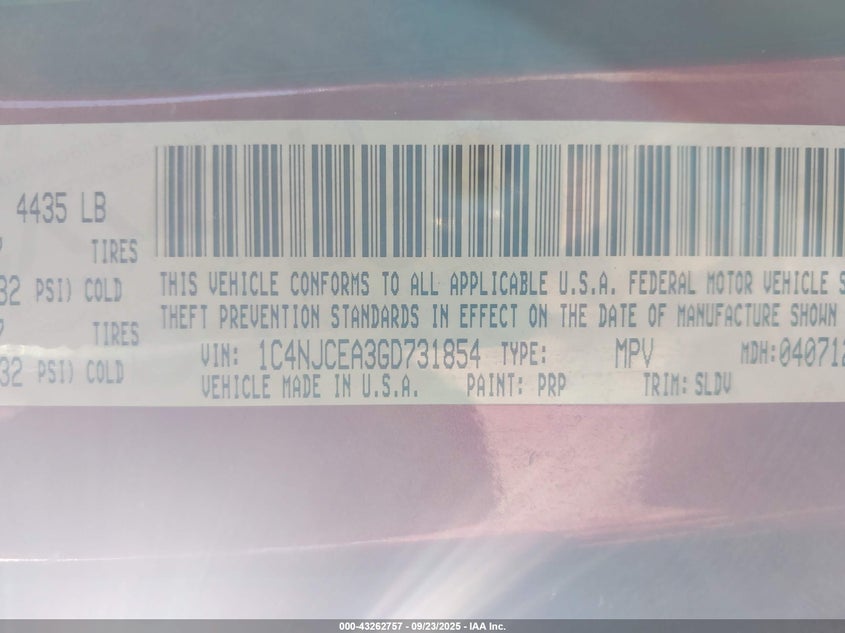 4435 LB
TIRES
32 PSI) COLD
TIRES
32 PSI) COLD
THIS VEHICLE CONFORMS TO ALL APPLICABLE U.S.A. FEDERAL MOTOR VEHICLE S
THEFT PREVENTION STANDARDS IN EFFECT ON THE DATE OF MANUFACTURE SHOWN
VIN: 1C4NJCEA3GD731854 TYPE: MPV MDH: 040712
VEHICLE MADE IN U.S.A. PAINT: PRP TRIM: SLDV
000-43262757 - 09/23/2025 - IAA Inc.